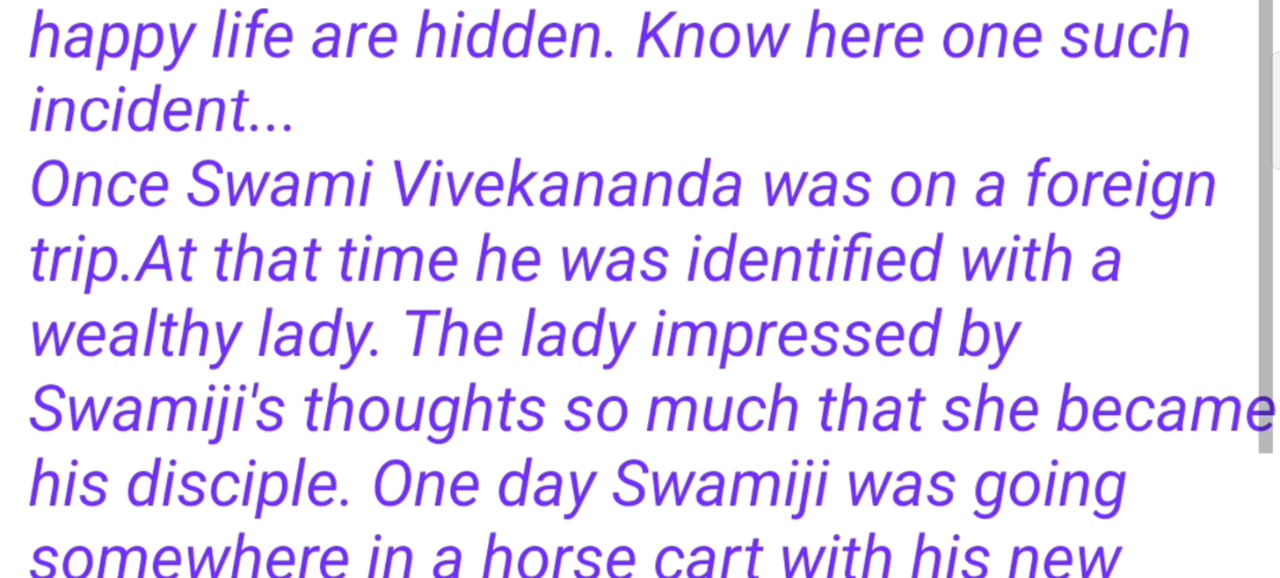 happy life are hidden. Know here one such
incident...
Once Swami Vivekananda was on a foreign
trip.At that time he was identified with a
wealthy lady. The lady impressed by
Swamiji's thoughts so much that she became
his disciple. One day Swamiji was going
somewhere in a horse cart with his new